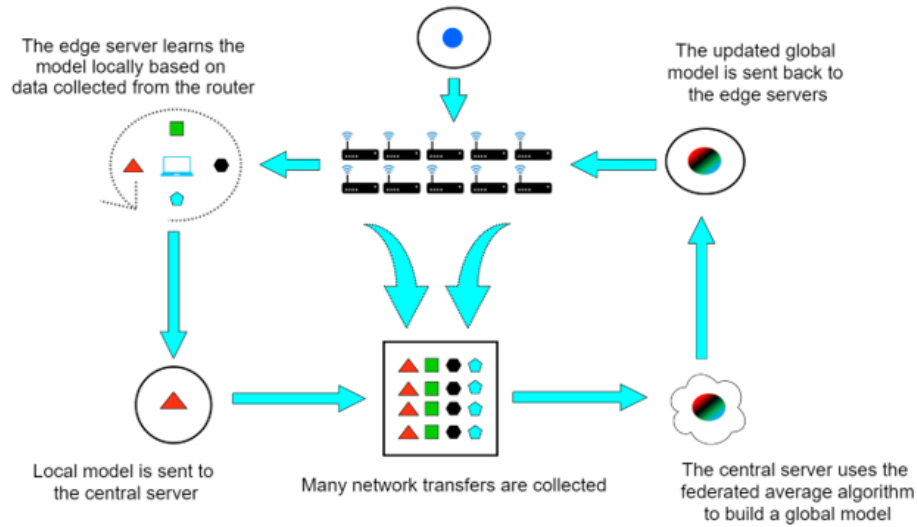 The edge server learns the
model locally based on
data collected from the router
The updated global
model is sent back to
the edge servers
Local model is sent to
the central server
Many network transfers are collected
The central server uses the
federated average algorithm
to build a global model